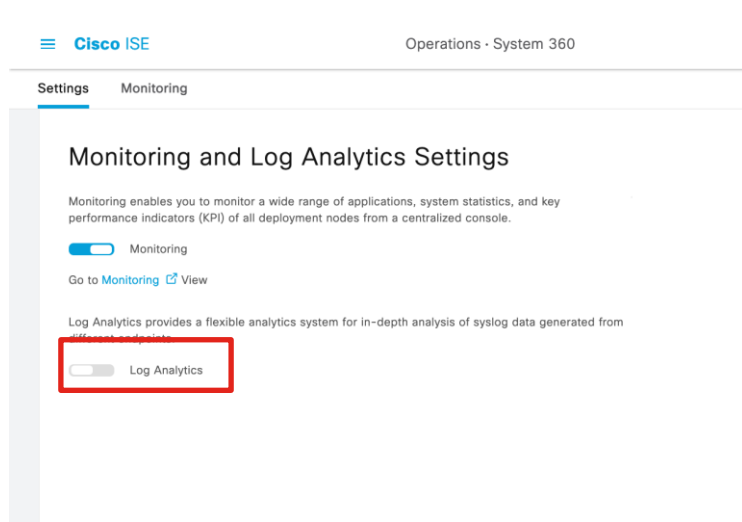 Cisco ISE
Operations · System 360
Settings
Monitoring
Monitoring and Log Analytics Settings
Monitoring enables you to monitor a wide range of applications, system statistics, and key
performance indicators (KPI) of all deployment nodes from a centralized console.
Monitoring
Go to Monitoring View
Log Analytics provides a flexible analytics system for in-depth analysis of syslog data generated from
different endpoints.
Log Analytics